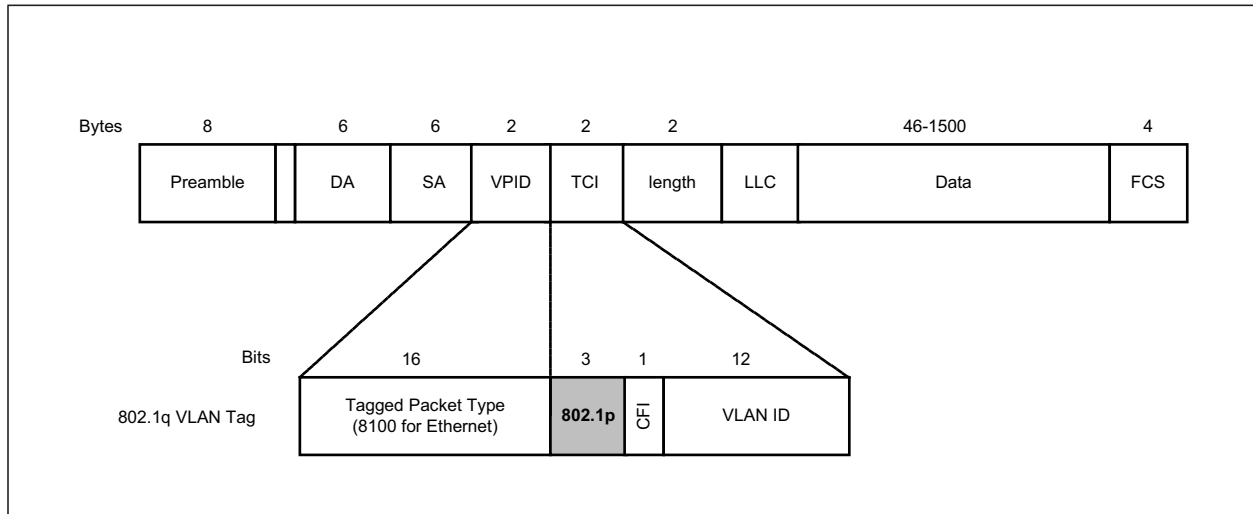 Bytes 8 6 6 2 2 2 46-1500 4
Preamble DA SA VPID TCI length LLC Data FCS
Bits 16 3 1 12
802.1q VLAN Tag
Tagged Packet Type
(8100 for Ethernet)
802.1p
CFI
VLAN ID